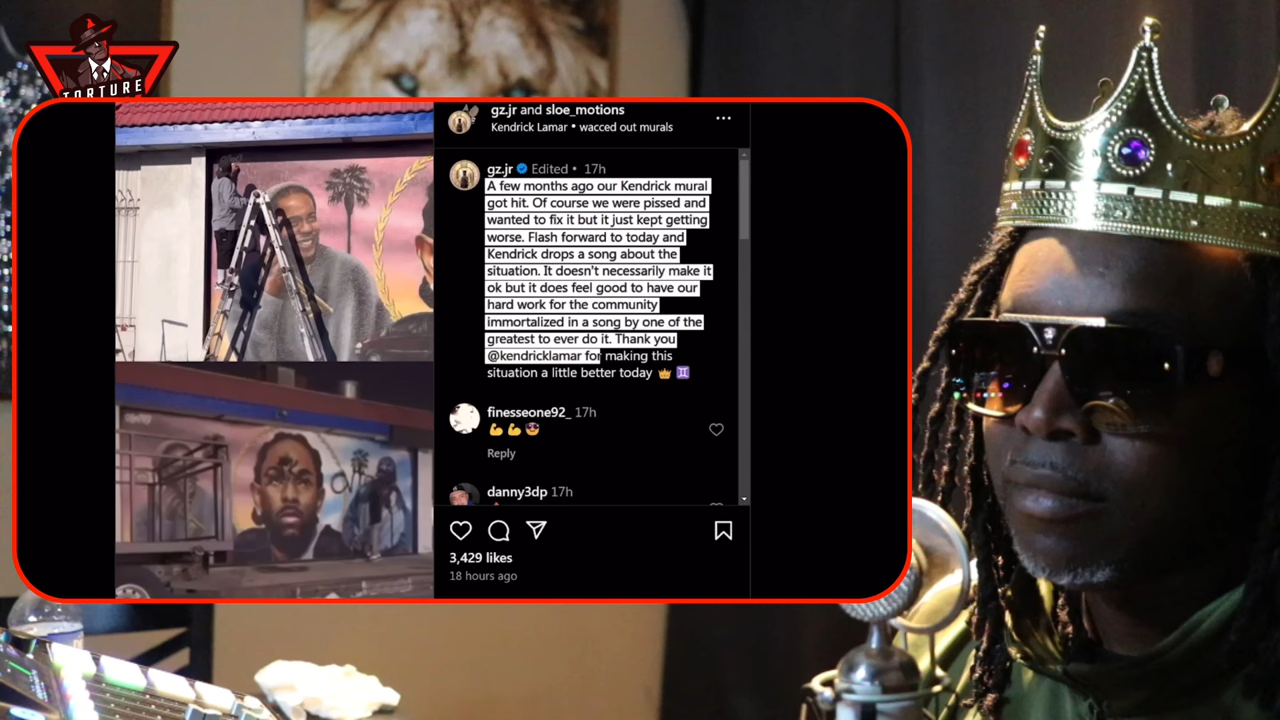 TORTURE
gz.jr and sloe_motions
Kendrick Lamar • wacced out murals
gz.jr Edited • 17h
A few months ago our Kendrick mural
got hit. Of course we were pissed and
wanted to fix it but it just kept getting
worse. Flash forward to today and
Kendrick drops a song about the
situation. It doesn't necessarily make it
ok but it does feel good to have our
hard work for the community
immortalized in a song by one of the
greatest to ever do it. Thank you
@kendricklamar for making this
situation a little better today 👑 ♊
finesseone92_ 17h
💪 💪 😎
Reply
danny3dp 17h
3,429 likes
18 hours ago